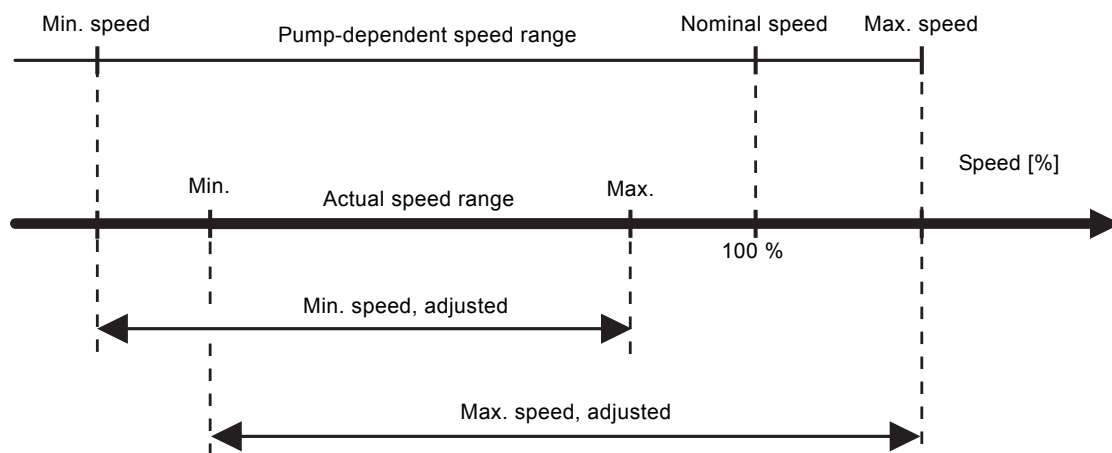 Min. speed
Pump-dependent speed range
Nominal speed
Max. speed
Speed [%]
Min.
Actual speed range
Max.
100 %
Min. speed, adjusted
Max. speed, adjusted